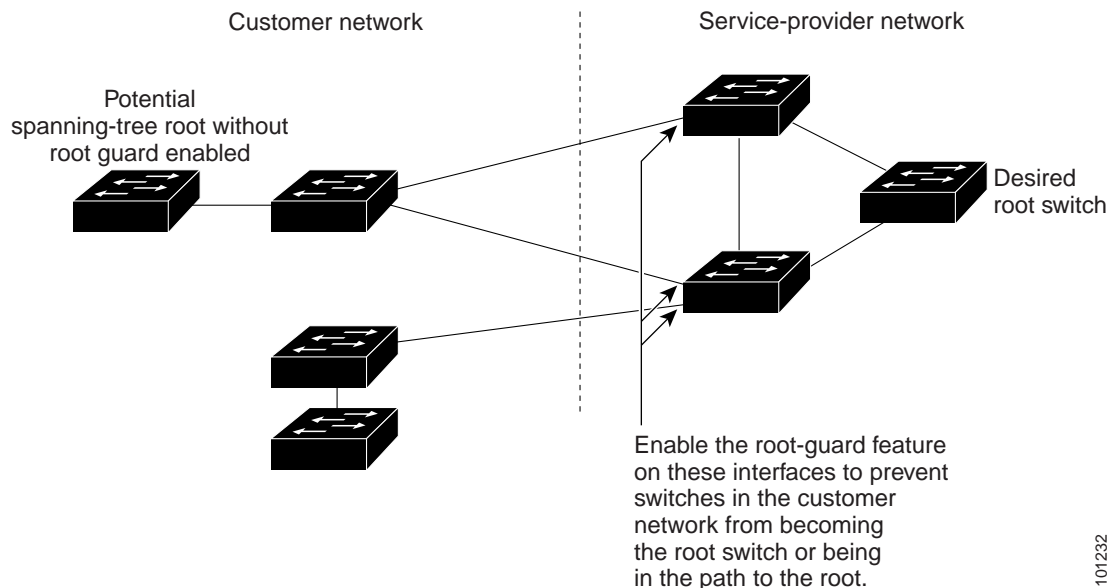 Customer network
Service-provider network
Potential
spanning-tree root without
root guard enabled
Desired
root switch
Enable the root-guard feature
on these interfaces to prevent
switches in the customer
network from becoming
the root switch or being
in the path to the root.
101232